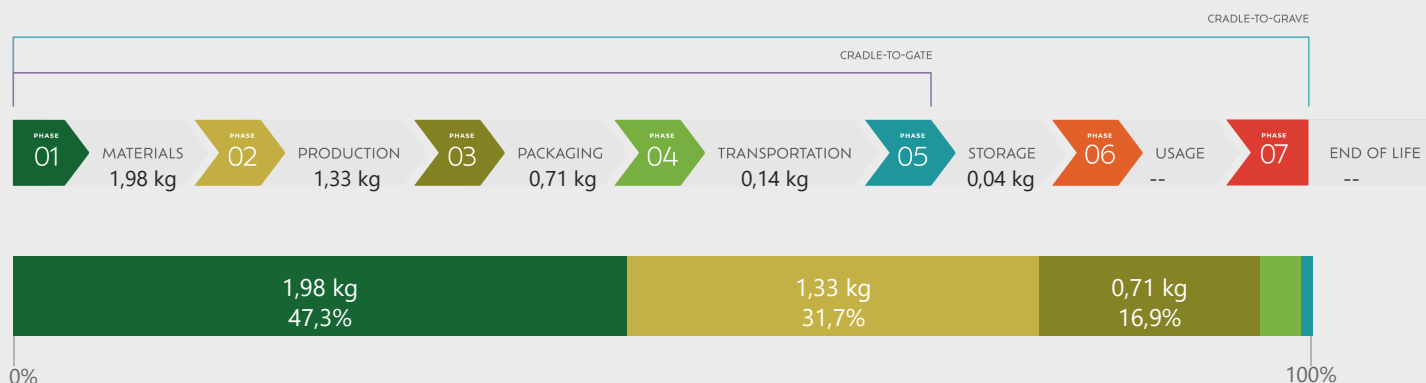 CRADLE-TO-GRAVE
CRADLE-TO-GATE
PHASE
01
MATERIALS
1,98 kg
PHASE
02
PRODUCTION
1,33 kg
PHASE
03
PACKAGING
0,71 kg
PHASE
04
TRANSPORTATION
0,14 kg
PHASE
05
STORAGE
0,04 kg
PHASE
06
USAGE
--
PHASE
07
END OF LIFE
--
1,98 kg
47,3%
1,33 kg
31,7%
0,71 kg
16,9%
0%
100%